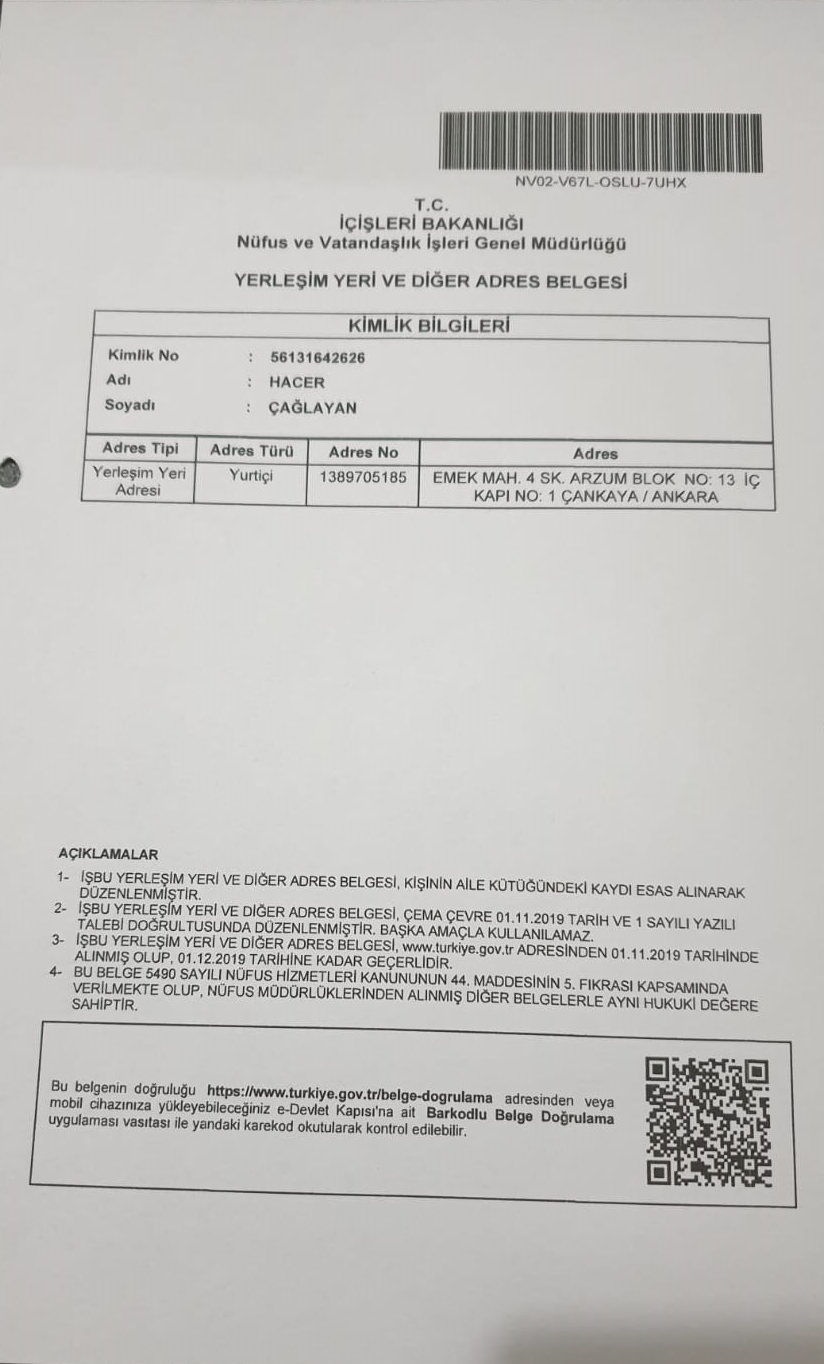 NV02-V67L-OSLU-7UHX
T.C.
İÇİŞLERİ BAKANLIĞI
Nüfus ve Vatandaşlık İşleri Genel Müdürlüğü
YERLEŞİM YERİ VE DİĞER ADRES BELGESİ
KİMLİK BİLGİLERİ
Kimlik No : 56131642626
Adı : HACER
Soyadı : ÇAĞLAYAN
Adres Tipi Adres Türü Adres No Adres
Yerleşim Yeri Yurtiçi 1389705185 EMEK MAH. 4 SK. ARZUM BLOK NO: 13 İÇ
Adresi KAPI NO: 1 ÇANKAYA / ANKARA
AÇIKLAMALAR
1- İŞBU YERLEŞİM YERİ VE DİĞER ADRES BELGESİ, KİŞİNİN AİLE KÜTÜĞÜNDEKİ KAYDI ESAS ALINARAK
DÜZENLENMİŞTİR.
2- İŞBU YERLEŞİM YERİ VE DİĞER ADRES BELGESİ, ÇEMA ÇEVRE 01.11.2019 TARİH VE 1 SAYILI YAZILI
TALEBİ DOĞRULTUSUNDA DÜZENLENMİŞTİR. BAŞKA AMAÇLA KULLANILAMAZ.
3- İŞBU YERLEŞİM YERİ VE DİĞER ADRES BELGESİ, www.turkiye.gov.tr ADRESİNDEN 01.11.2019 TARİHİNDE
ALINMIŞ OLUP, 01.12.2019 TARİHİNE KADAR GEÇERLİDİR.
4- BU BELGE 5490 SAYILI NÜFUS HİZMETLERİ KANUNUNUN 44. MADDESİNİN 5. FIKRASI KAPSAMINDA
VERİLMEKTE OLUP, NÜFUS MÜDÜRLÜKLERİNDEN ALINMIŞ DİĞER BELGELERLE AYNI HUKUKİ DEĞERE
SAHİPTİR.
Bu belgenin doğruluğu https://www.turkiye.gov.tr/belge-dogrulama adresinden veya
mobil cihazınıza yükleyebileceğiniz e-Devlet Kapısı'na ait Barkodlu Belge Doğrulama
uygulaması vasıtası ile yandaki karekod okutularak kontrol edilebilir.